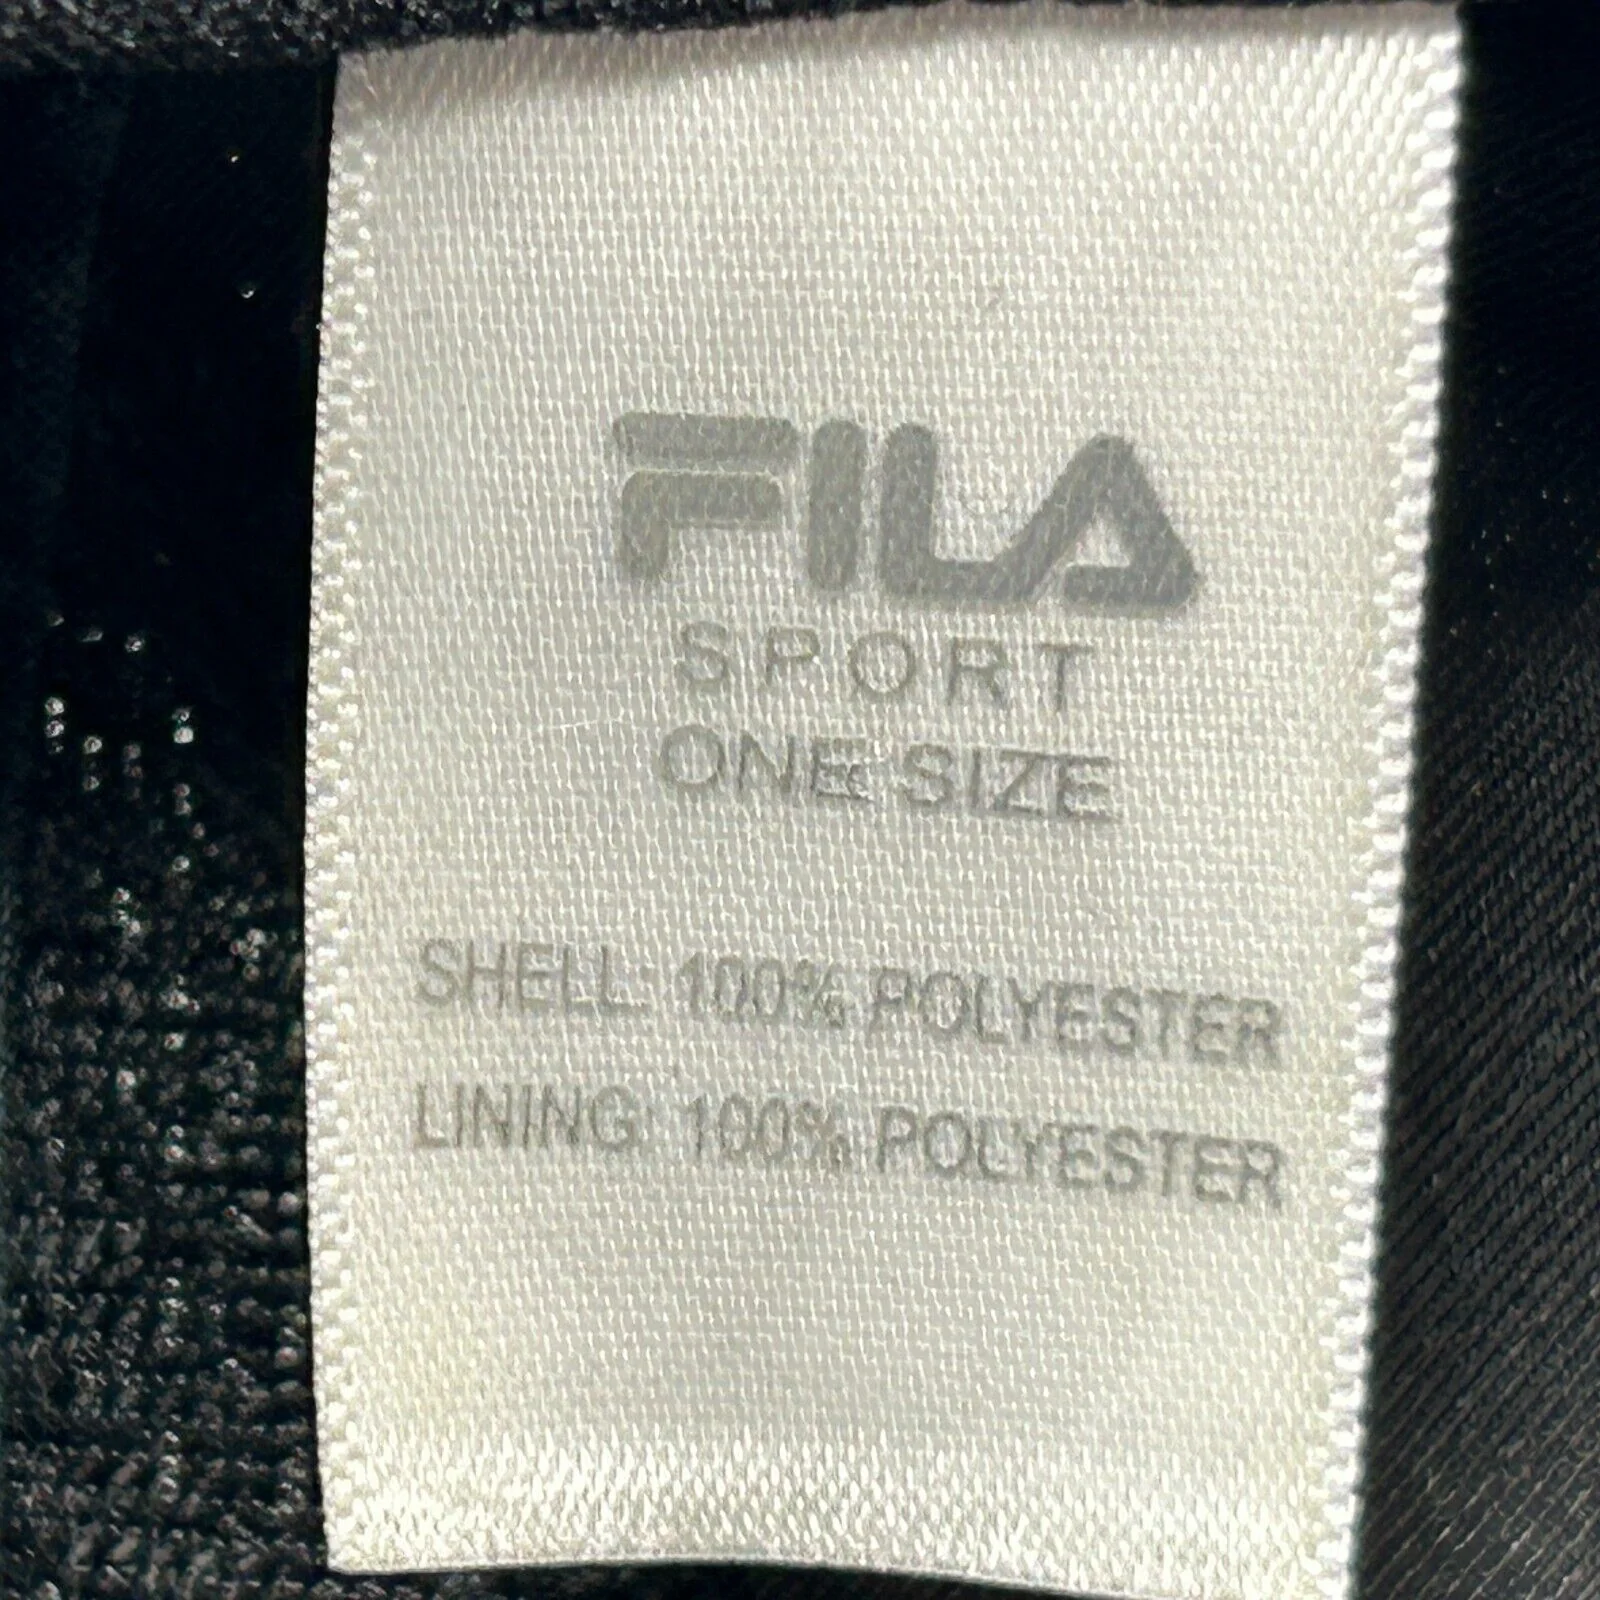 FILA
SPORT
ONE SIZE
SHELL: 100% POLYESTER
LINING: 100% POLYESTER